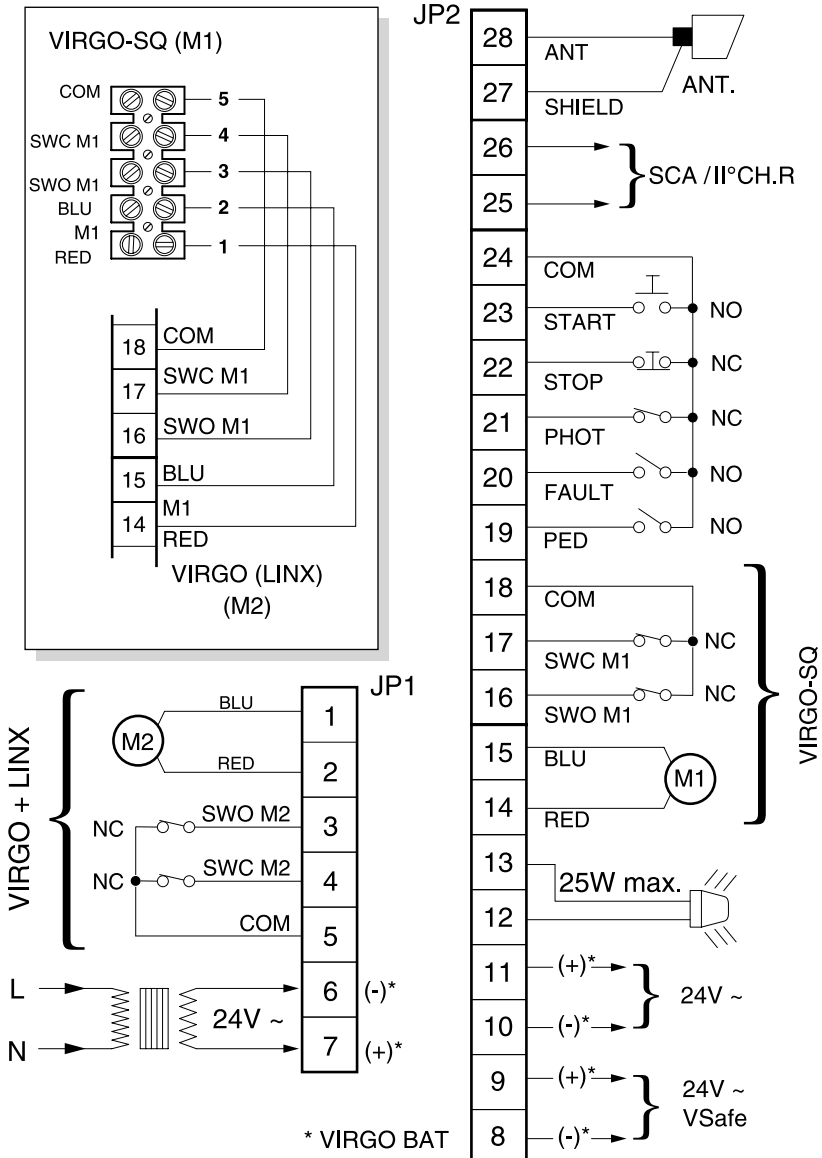 VIRGO-SQ (M1)
COM
5
SWC M1
4
3
SWO M1
BLU
2
M1
1
RED
18 COM
17 SWC M1
16 SWO M1
15 BLU
14 M1
RED
VIRGO (LINX)
(M2)
JP2
28 ANT
ANT.
27 SHIELD
26
SCA /II°CH.R
25
24 COM
23 START NO
22 STOP NC
21 PHOT NC
20 FAULT NO
19 PED NO
18 COM
17 SWC M1 NC
16 SWO M1 NC
15 BLU
M1
14 RED
VIRGO-SQ
13
25W max.
12
11 (+)*
24V ~
10 (-)*
9 (+)*
24V ~
VSafe
8 (-)*
JP1
VIRGO + LINX
M2
BLU 1
RED 2
NC SWO M2 3
NC SWC M2 4
COM 5
L
24V ~
6 (-)*
N
7 (+)*
* VIRGO BAT